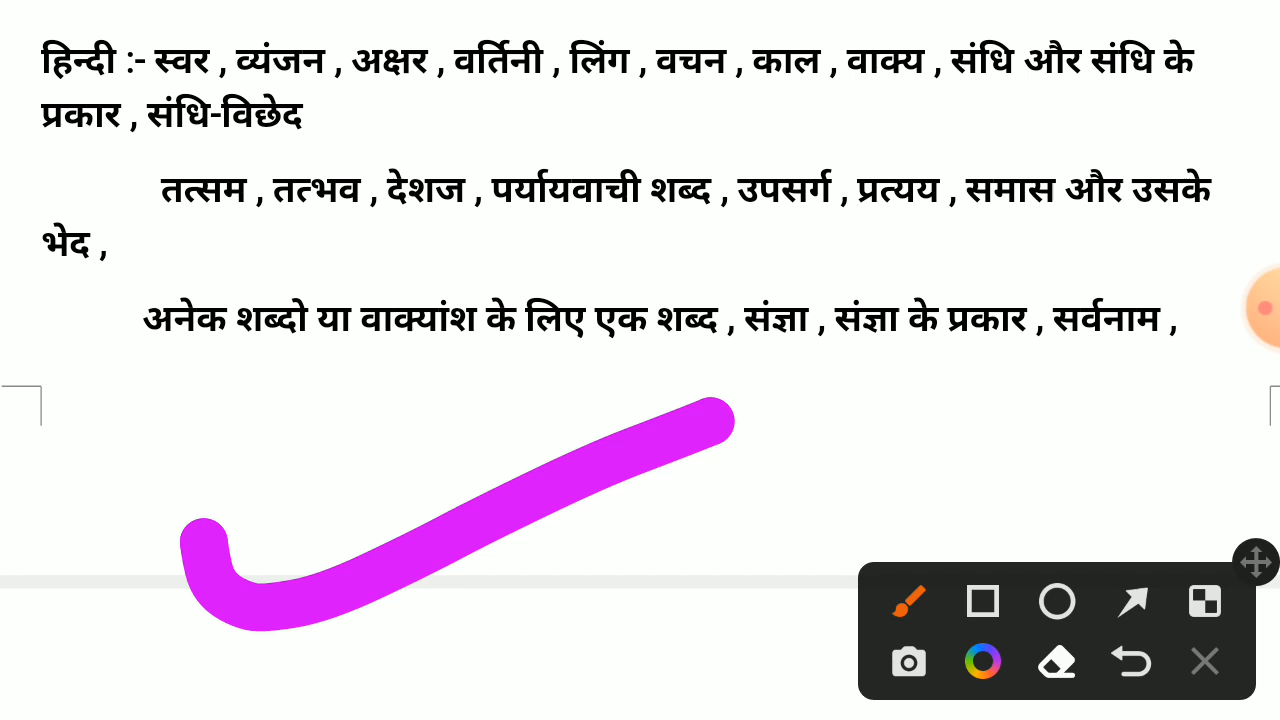 हिन्दी :- स्वर , व्यंजन , अक्षर , वर्तिनी , लिंग , वचन , काल , वाक्य , संधि और संधि के
प्रकार , संधि-विछेद
तत्सम , तत्भव , देशज , पर्यायवाची शब्द , उपसर्ग , प्रत्यय , समास और उसके
भेद ,
अनेक शब्दो या वाक्यांश के लिए एक शब्द , संज्ञा , संज्ञा के प्रकार , सर्वनाम ,